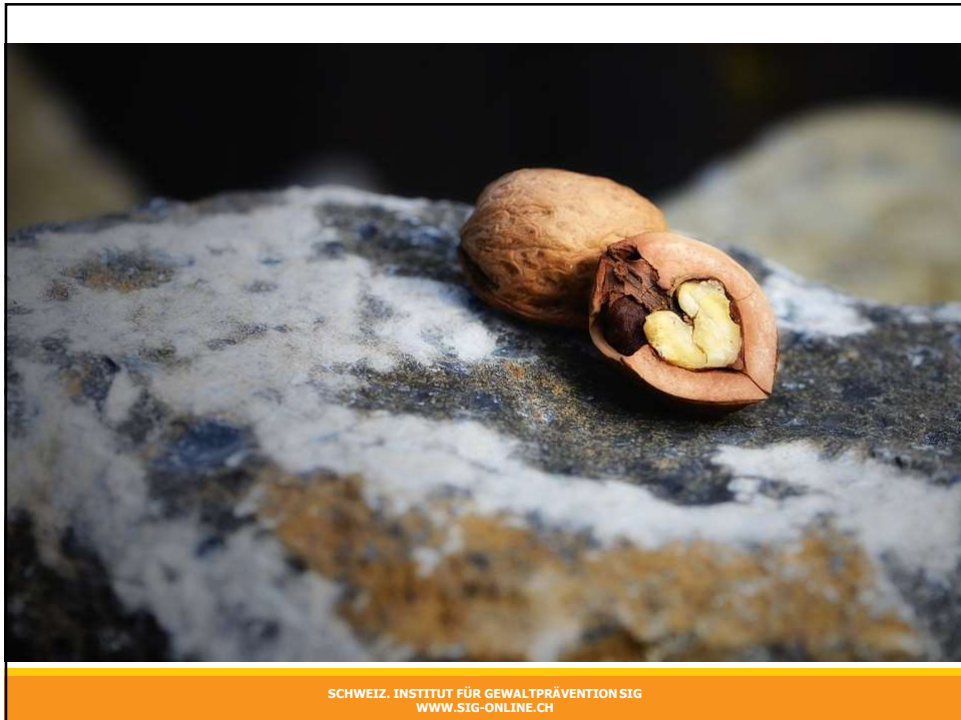 SCHWEIZ. INSTITUT FÜR GEWALTPRÄVENTION SIG
WWW.SIG-ONLINE.CH